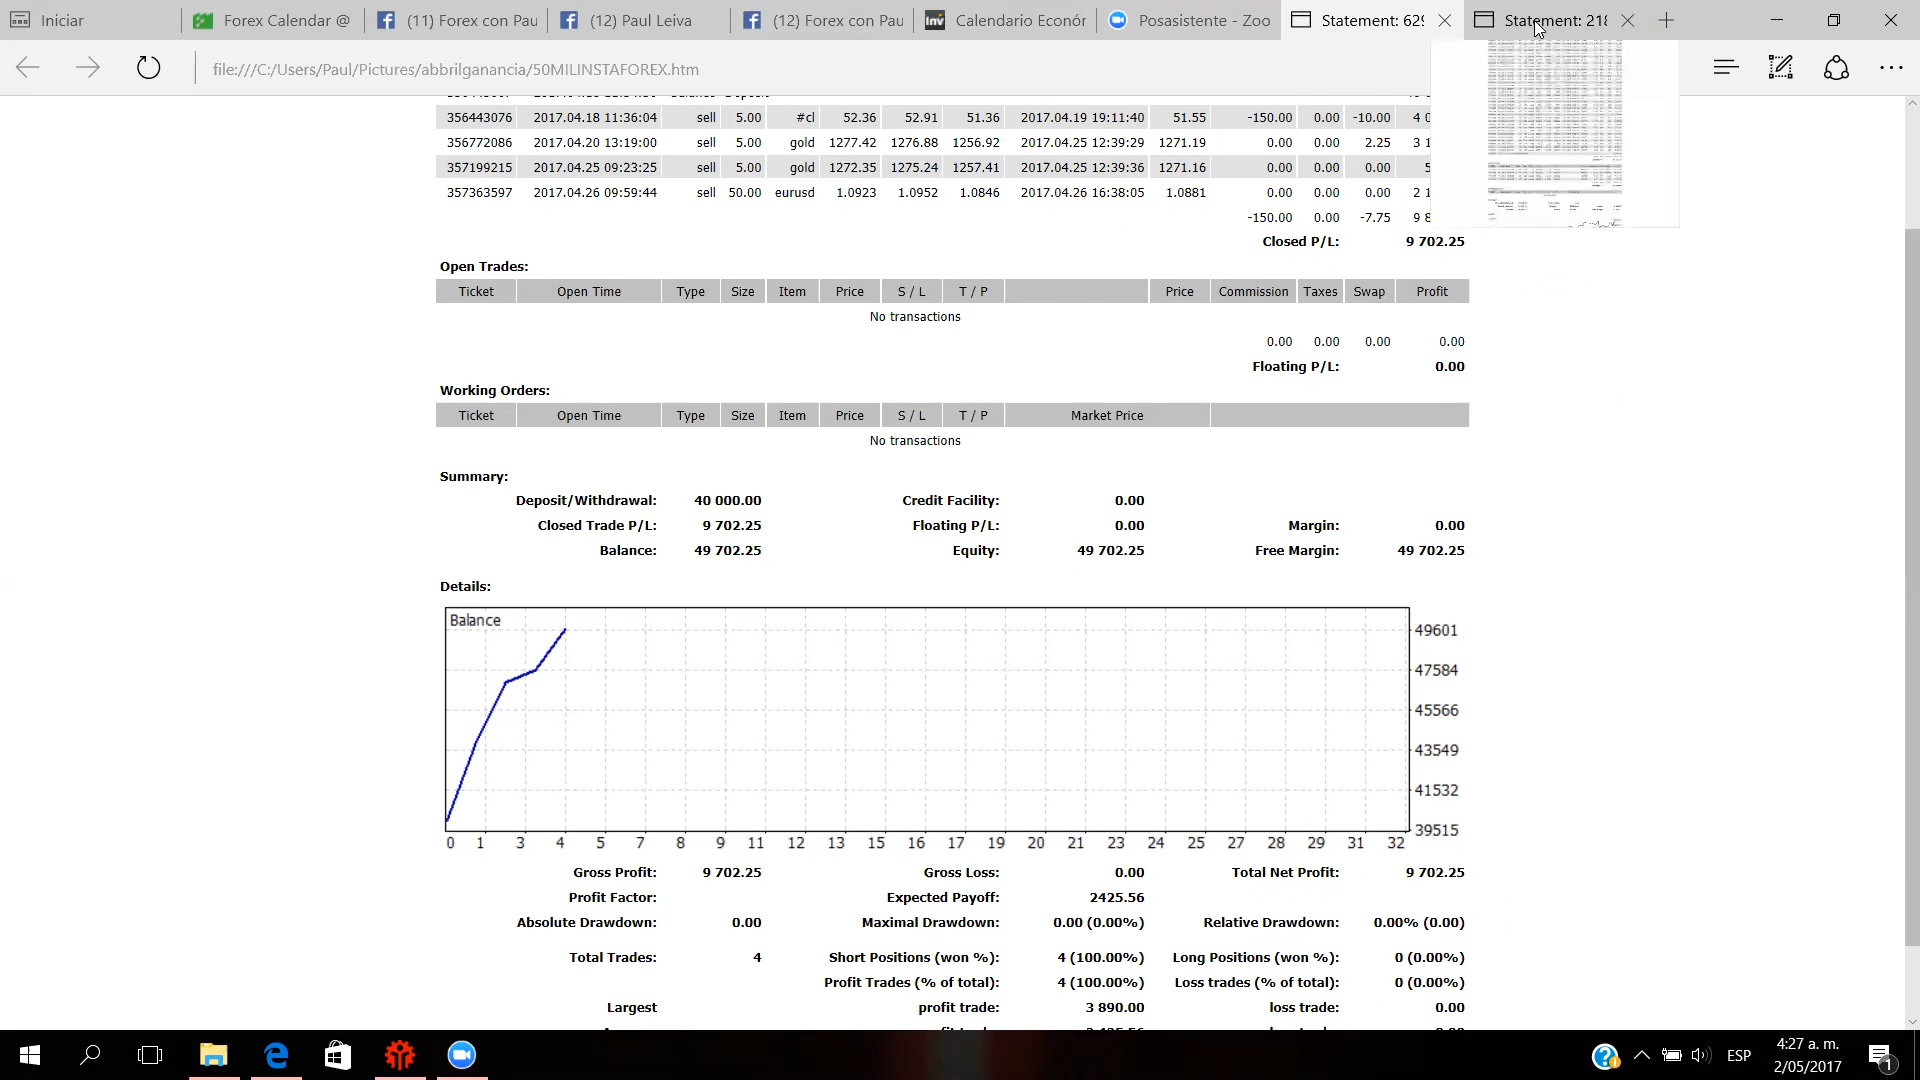 Iniciar
Forex Calendar @
(11) Forex con Pau
(12) Paul Leiva
(12) Forex con Pau
Calendario Econór
Posasistente - Zoo
Statement: 629
Statement: 218
file:///C:/Users/Paul/Pictures/abbrilganancia/50MILINSTAFOREX.htm
356443076 2017.04.18 11:36:04 sell 5.00 #cl 52.36 52.91 51.36 2017.04.19 19:11:40 51.55 -150.00 0.00 -10.00 4 0
356772086 2017.04.20 13:19:00 sell 5.00 gold 1277.42 1276.88 1256.92 2017.04.25 12:39:29 1271.19 0.00 0.00 2.25 3 1
357199215 2017.04.25 09:23:25 sell 5.00 gold 1272.35 1275.24 1257.41 2017.04.25 12:39:36 1271.16 0.00 0.00 0.00 5
357363597 2017.04.26 09:59:44 sell 50.00 eurusd 1.0923 1.0952 1.0846 2017.04.26 16:38:05 1.0881 0.00 0.00 0.00 2 1
-150.00 0.00 -7.75 9 8
Closed P/L: 9 702.25
Open Trades:
Ticket Open Time Type Size Item Price S / L T / P Price Commission Taxes Swap Profit
No transactions
0.00 0.00 0.00 0.00
Floating P/L: 0.00
Working Orders:
Ticket Open Time Type Size Item Price S / L T / P Market Price
No transactions
Summary:
Deposit/Withdrawal: 40 000.00 Credit Facility: 0.00
Closed Trade P/L: 9 702.25 Floating P/L: 0.00 Margin: 0.00
Balance: 49 702.25 Equity: 49 702.25 Free Margin: 49 702.25
Details:
Balance
49601
47584
45566
43549
41532
39515
0 1 3 4 5 7 8 9 11 12 13 15 16 17 19 20 21 23 24 25 27 28 29 31 32
Gross Profit: 9 702.25 Gross Loss: 0.00 Total Net Profit: 9 702.25
Profit Factor: Expected Payoff: 2425.56
Absolute Drawdown: 0.00 Maximal Drawdown: 0.00 (0.00%) Relative Drawdown: 0.00% (0.00)
Total Trades: 4 Short Positions (won %): 4 (100.00%) Long Positions (won %): 0 (0.00%)
Profit Trades (% of total): 4 (100.00%) Loss trades (% of total): 0 (0.00%)
Largest profit trade: 3 890.00 loss trade: 0.00
ESP
4:27 a. m.
2/05/2017
1